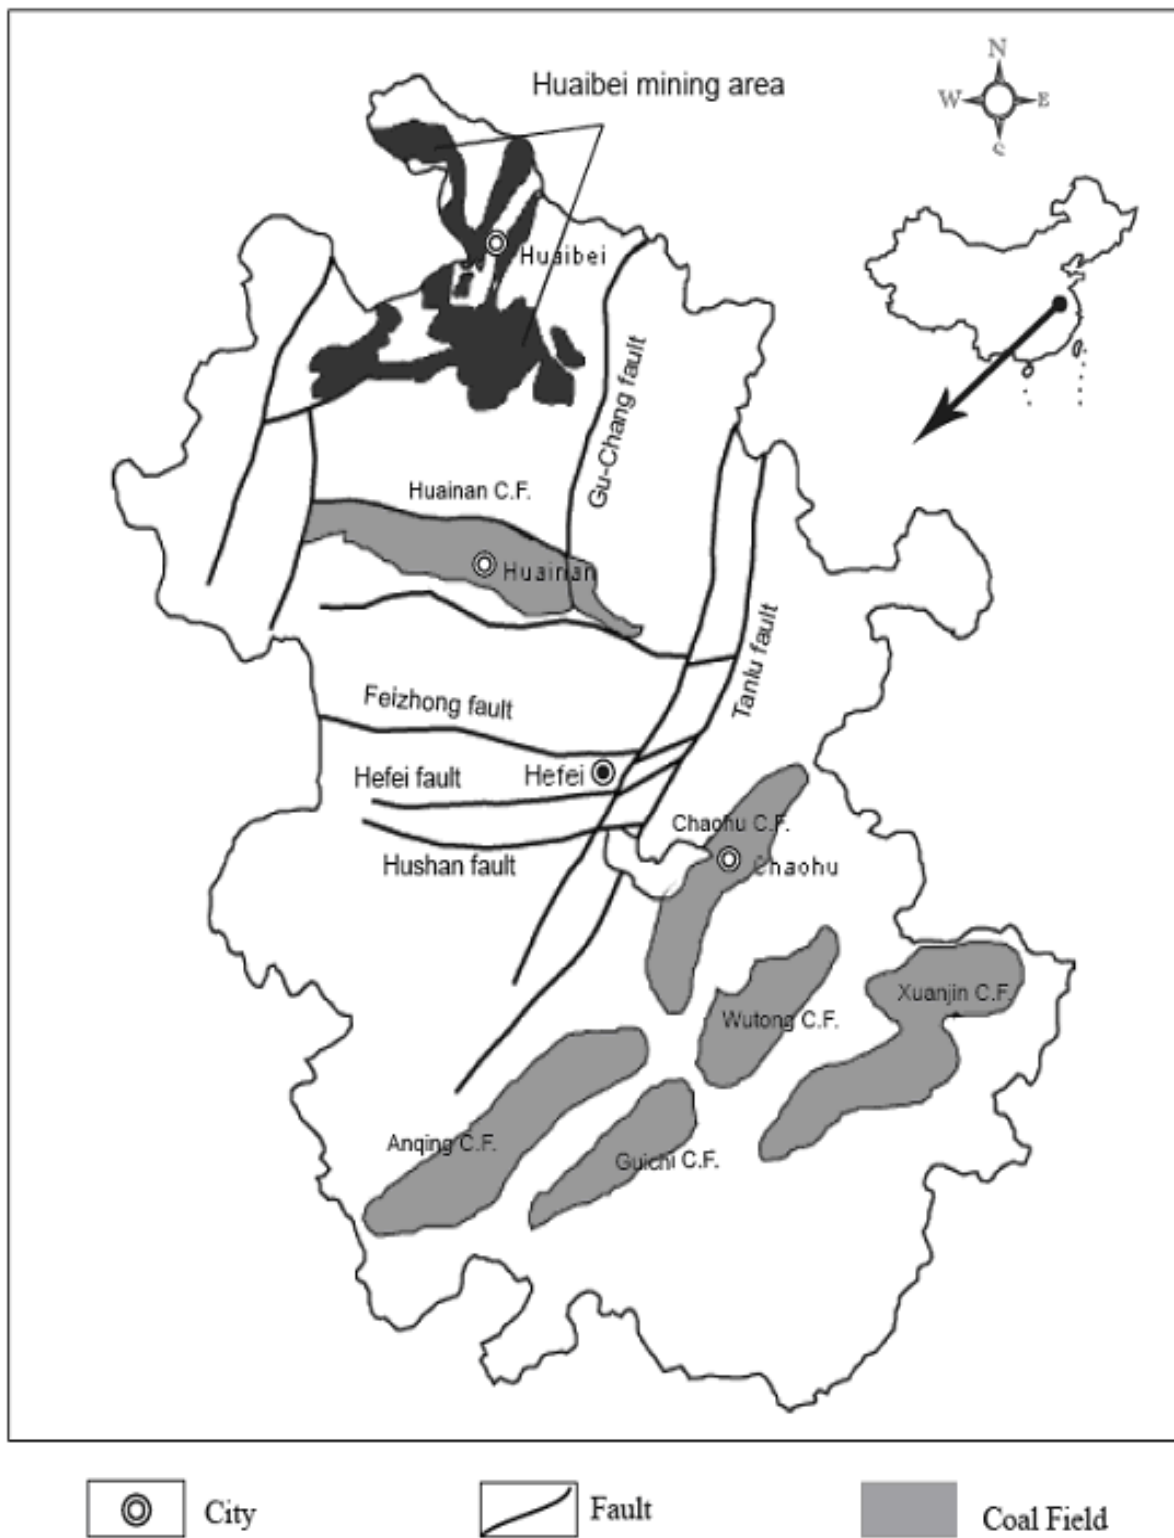 Huaibei mining area
N
W
E
Huaibei
Gu-Chang fault
Huainan C.F.
Huainan
Tanlu fault
Feizhong fault
Hefei fault
Hefei
Hushan fault
Chaohu C.F.
Chaohu
Xuanjin C.F.
Wutong C.F.
Anqing C.F.
Guichi C.F.
City
Fault
Coal Field